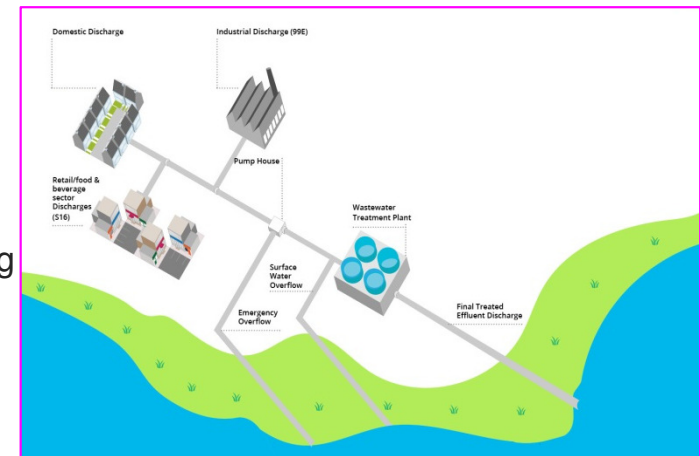 Domestic Discharge
Industrial Discharge (99E)
Pump House
Retail/food &
beverage
sector
Discharges
(S16)
Wastewater
Treatment Plant
g
Surface
Water
Overflow
Emergency
Overflow
Final Treated
Effluent Discharge